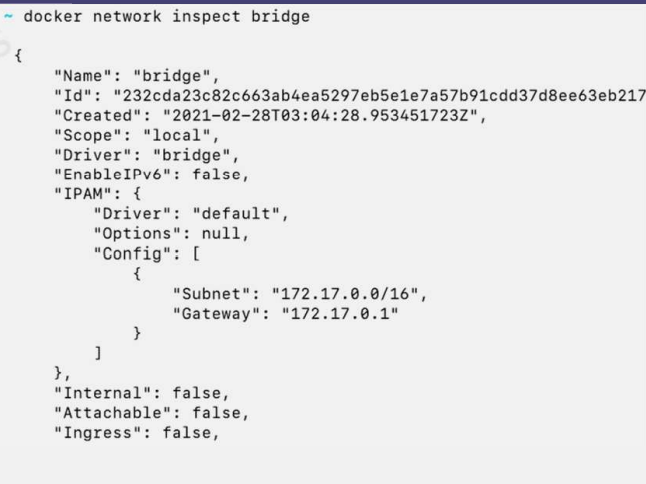 ~ docker network inspect bridge
{
"Name": "bridge",
"Id": "232cda23c82c663ab4ea5297eb5e1e7a57b91cdd37d8ee63eb217
"Created": "2021-02-28T03:04:28.953451723Z",
"Scope": "local",
"Driver": "bridge",
"EnableIPv6": false,
"IPAM": {
"Driver": "default",
"Options": null,
"Config": [
{
"Subnet": "172.17.0.0/16",
"Gateway": "172.17.0.1"
}
]
},
"Internal": false,
"Attachable": false,
"Ingress": false,